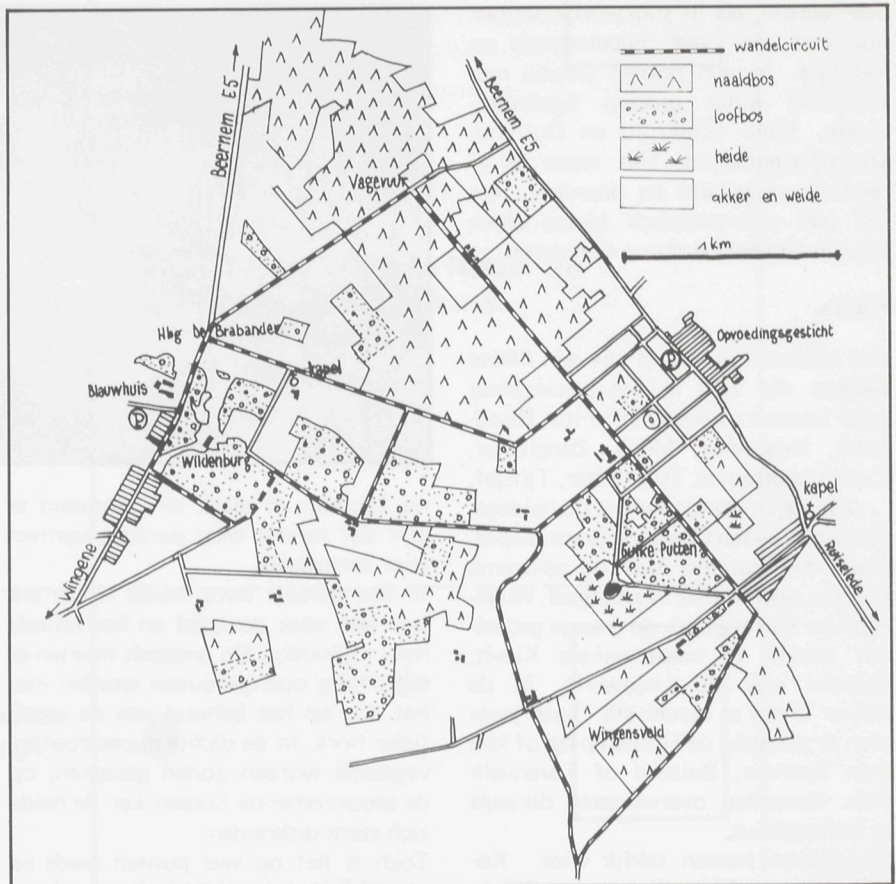 wandelcircuit
naaldbos
loofbos
heide
akker en weide
1 km
Beernem E5
Beernem E5
Vagevuur
Hbg De Brabander
kapel
Blauwhuis
P
Wildenburg
Wingene
Opvoedingsgesticht
P
kapel
Ruiselede
Gulke Putten
Wingensveld